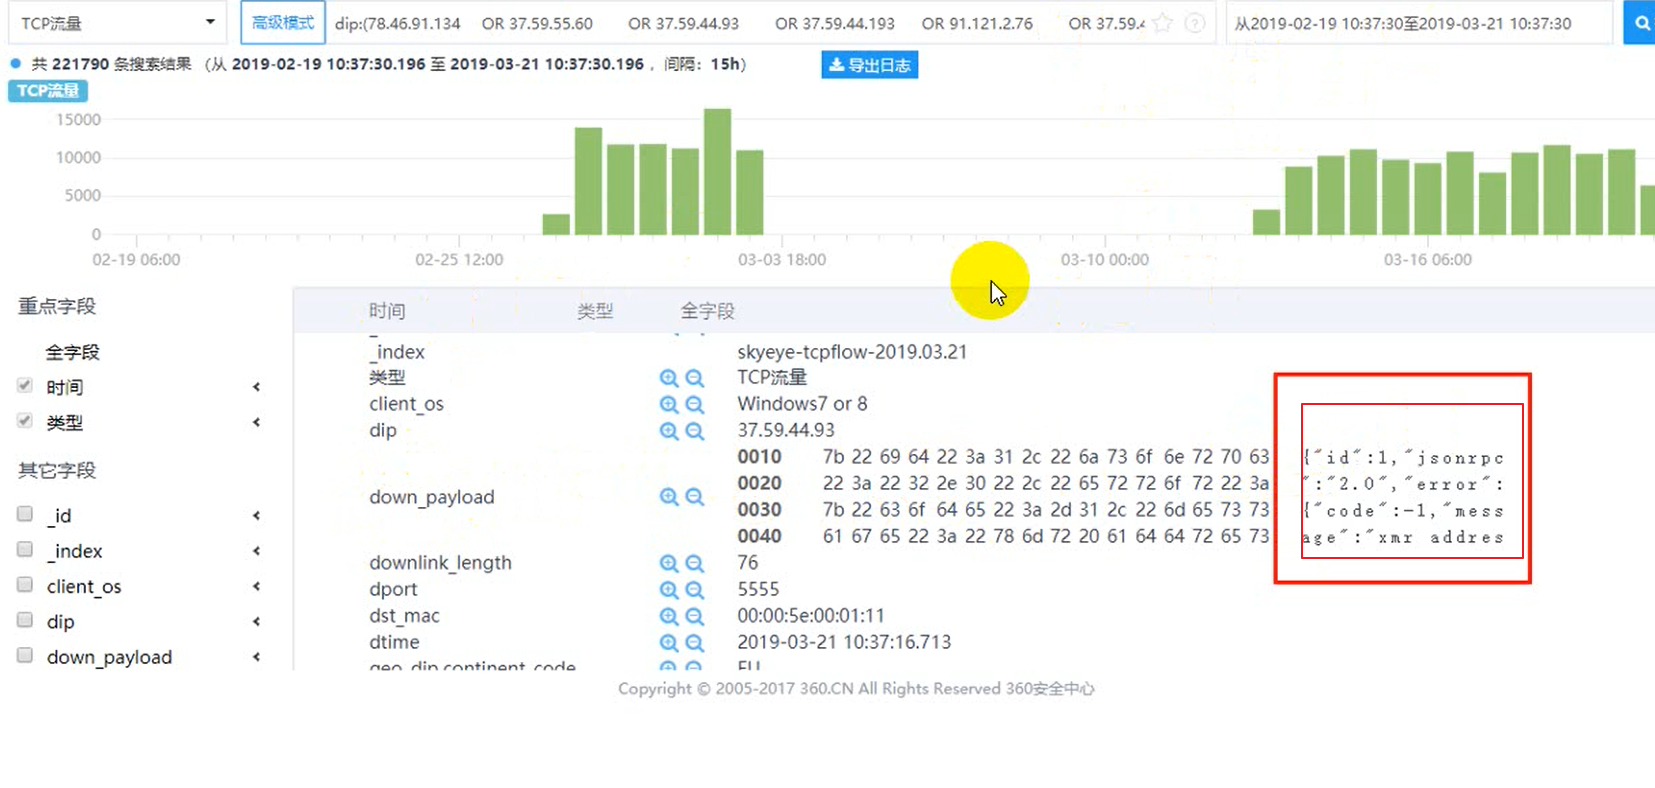 TCP流量
高级模式
dip:(78.46.91.134 OR 37.59.55.60 OR 37.59.44.93 OR 37.59.44.193 OR 91.121.2.76 OR 37.59.4
从2019-02-19 10:37:30至2019-03-21 10:37:30
共 221790 条搜索结果 (从 2019-02-19 10:37:30.196 至 2019-03-21 10:37:30.196 ，间隔：15h)
导出日志
TCP流量
15000
10000
5000
0
02-19 06:00 02-25 12:00 03-03 18:00 03-10 00:00 03-16 06:00
重点字段
全字段
时间
类型
其它字段
_id
_index
client_os
dip
down_payload
时间 类型 全字段
_index skyeye-tcpflow-2019.03.21
类型 TCP流量
client_os Windows7 or 8
dip 37.59.44.93
down_payload
0010 7b 22 69 64 22 3a 31 2c 22 6a 73 6f 6e 72 70 63 {"id":1,"jsonrpc
0020 22 3a 22 32 2e 30 22 2c 22 65 72 72 6f 72 22 3a ":"2.0","error":
0030 7b 22 63 6f 64 65 22 3a 2d 31 2c 22 6d 65 73 73 {"code":-1,"mess
0040 61 67 65 22 3a 22 78 6d 72 20 61 64 64 72 65 73 age":"xmr addres
downlink_length 76
dport 5555
dst_mac 00:00:5e:00:01:11
dtime 2019-03-21 10:37:16.713
geo_dip.continent_code EU
Copyright © 2005-2017 360.CN All Rights Reserved 360安全中心